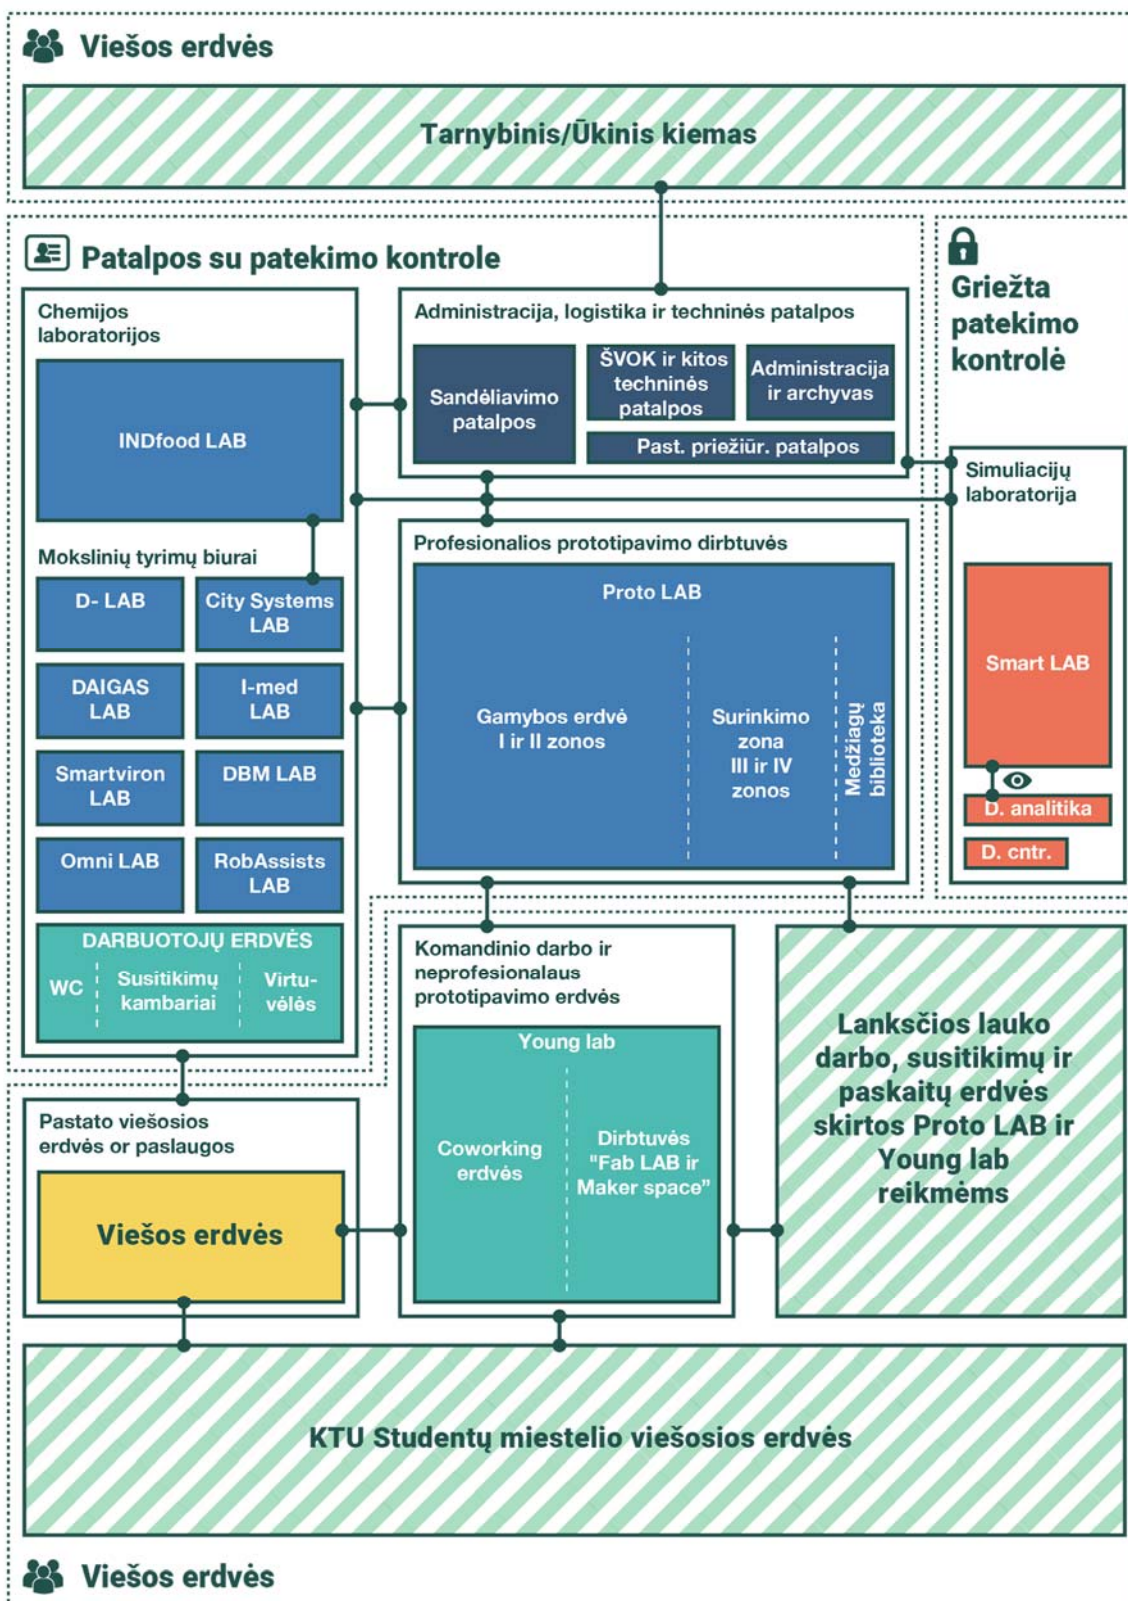 Viešos erdvės
Tarnybinis/Ūkinis kiemas
Patalpos su patekimo kontrole
Griežta
patekimo
kontrolė
Chemijos
laboratorijos
INDfood LAB
Mokslinių tyrimų biurai
D- LAB
City Systems
LAB
DAIGAS
LAB
I-med
LAB
Smartviron
LAB
DBM LAB
Omni LAB
RobAssists
LAB
DARBUOTOJŲ ERDVĖS
WC
Susitikimų
kambariai
Virtu-
vėlės
Administracija, logistika ir techninės patalpos
Sandėliavimo
patalpos
ŠVOK ir kitos
techninės
patalpos
Administracija
ir archyvas
Past. priežiūr. patalpos
Profesionalios prototipavimo dirbtuvės
Proto LAB
Gamybos erdvė
I ir II zonos
Surinkimo
zona
III ir IV
zonos
Medžiagų
biblioteka
Simuliacijų
laboratorija
Smart LAB
D. analitika
D. cntr.
Pastato viešosios
erdvės or paslaugos
Viešos erdvės
Komandinio darbo ir
neprofesionalaus
prototipavimo erdvės
Young lab
Coworking
erdvės
Dirbtuvės
"Fab LAB ir
Maker space”
Lanksčios lauko
darbo, susitikimų ir
paskaitų erdvės
skirtos Proto LAB ir
Young lab
reikmėms
KTU Studentų miestelio viešosios erdvės
Viešos erdvės